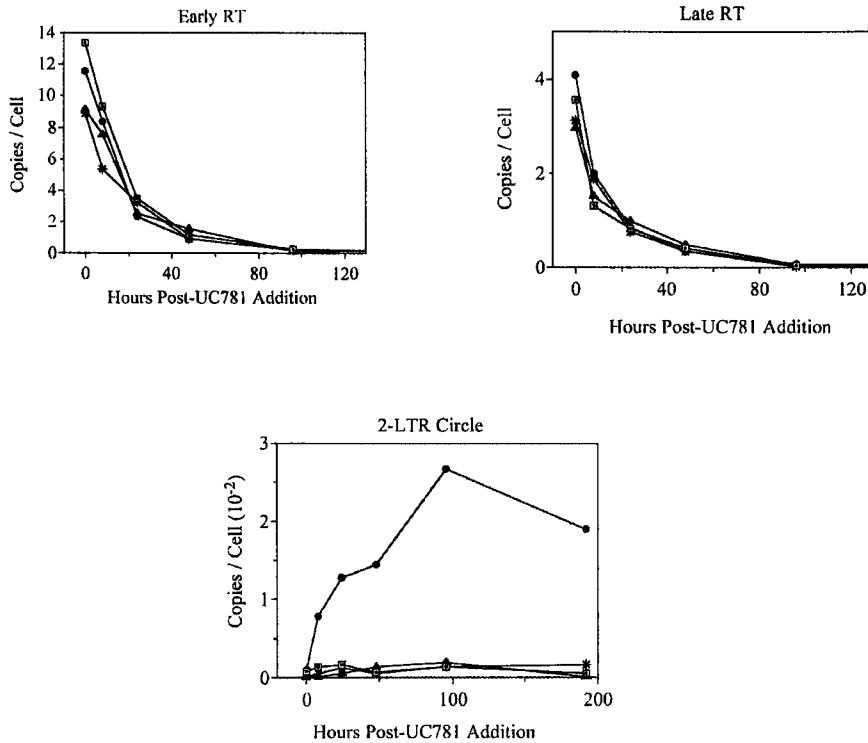 Early RT
14
12
10
8
6
4
2
0
Copies / Cell
0 40 80 120
Hours Post-UC781 Addition
Late RT
4
2
0
Copies / Cell
0 40 80 120
Hours Post-UC781 Addition
2-LTR Circle
3
2
1
0
Copies / Cell (10⁻²)
0 100 200
Hours Post-UC781 Addition